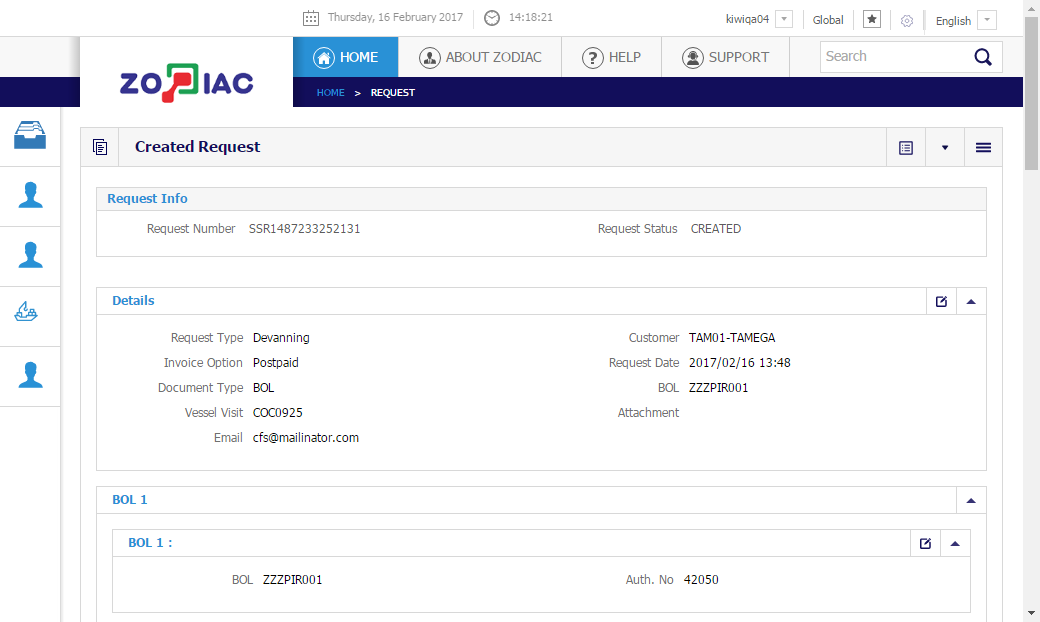 Thursday, 16 February 2017 14:18:21 kiwiqa04 Global English
ZODIAC HOME ABOUT ZODIAC HELP SUPPORT Search
HOME > REQUEST
Created Request
Request Info
Request Number SSR1487233252131 Request Status CREATED
Details
Request Type Devanning Customer TAM01-TAMEGA
Invoice Option Postpaid Request Date 2017/02/16 13:48
Document Type BOL BOL ZZZPIR001
Vessel Visit COC0925 Attachment
Email cfs@mailinator.com
BOL 1
BOL 1 :
BOL ZZZPIR001 Auth. No 42050